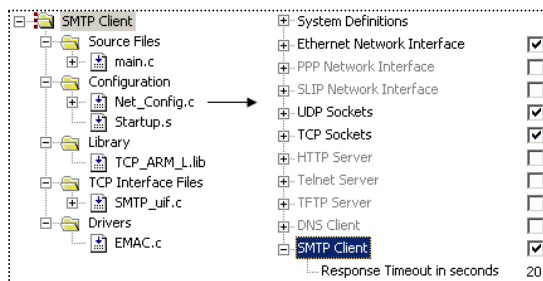 SMTP Client
Source Files
main.c
Configuration
Net_Config.c
Startup.s
Library
TCP_ARM_L.lib
TCP Interface Files
SMTP_uif.c
Drivers
EMAC.c
System Definitions
Ethernet Network Interface
PPP Network Interface
SLIP Network Interface
UDP Sockets
TCP Sockets
HTTP Server
Telnet Server
TFTP Server
DNS Client
SMTP Client
Response Timeout in seconds 20